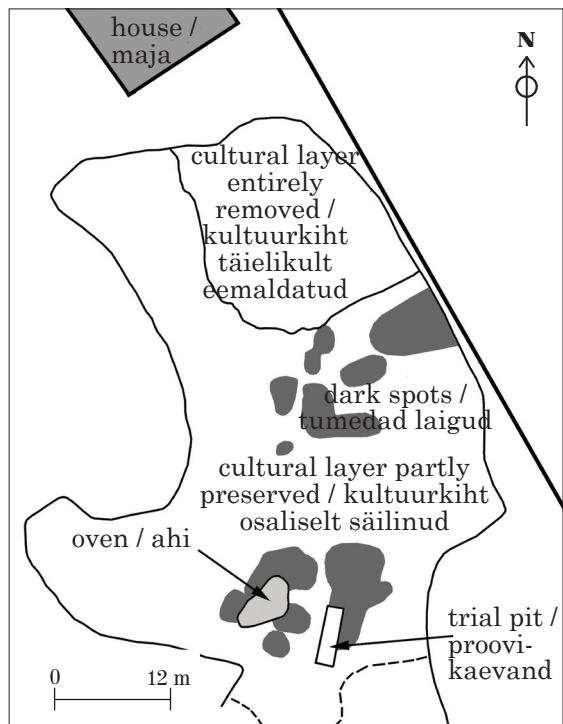 house /
maja
N
cultural layer
entirely
removed /
kultuurkiht
täielikult
eemaldatud
dark spots /
tumedad laigud
cultural layer partly
preserved / kultuurkiht
osaliselt säilinud
oven / ahi
trial pit /
proovi-
kaevand
0 12 m